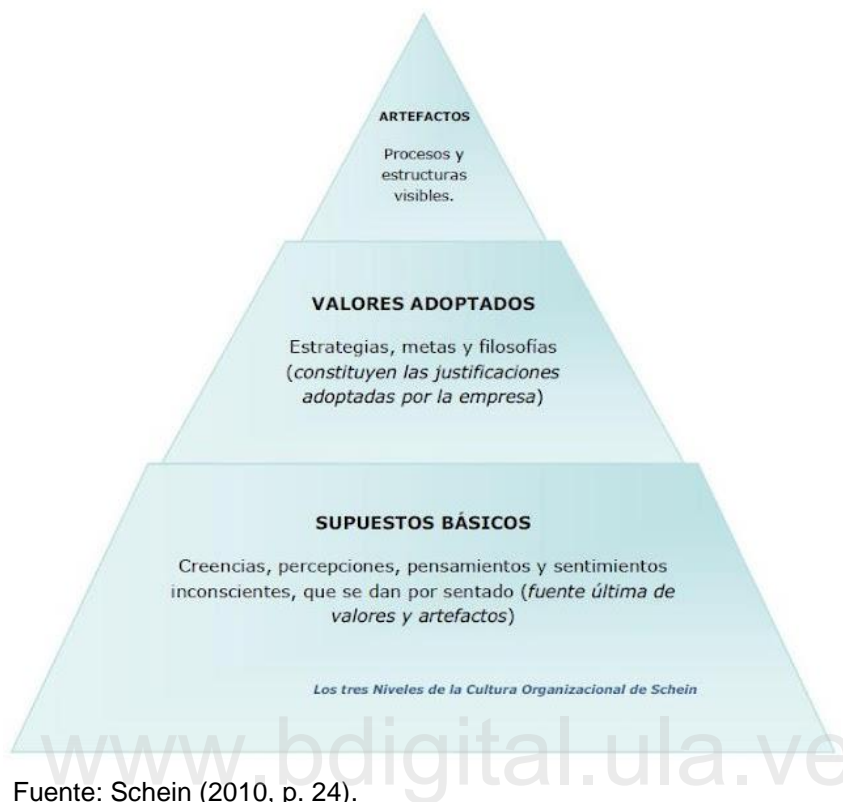 ARTEFACTOS
Procesos y
estructuras
visibles.
VALORES ADOPTADOS
Estrategias, metas y filosofías
(constituyen las justificaciones
adoptadas por la empresa)
SUPUESTOS BÁSICOS
Creencias, percepciones, pensamientos y sentimientos
inconscientes, que se dan por sentado (fuente última de
valores y artefactos)
Los tres Niveles de la Cultura Organizacional de Schein
www.bdigital.ula.ve
Fuente: Schein (2010, p. 24).